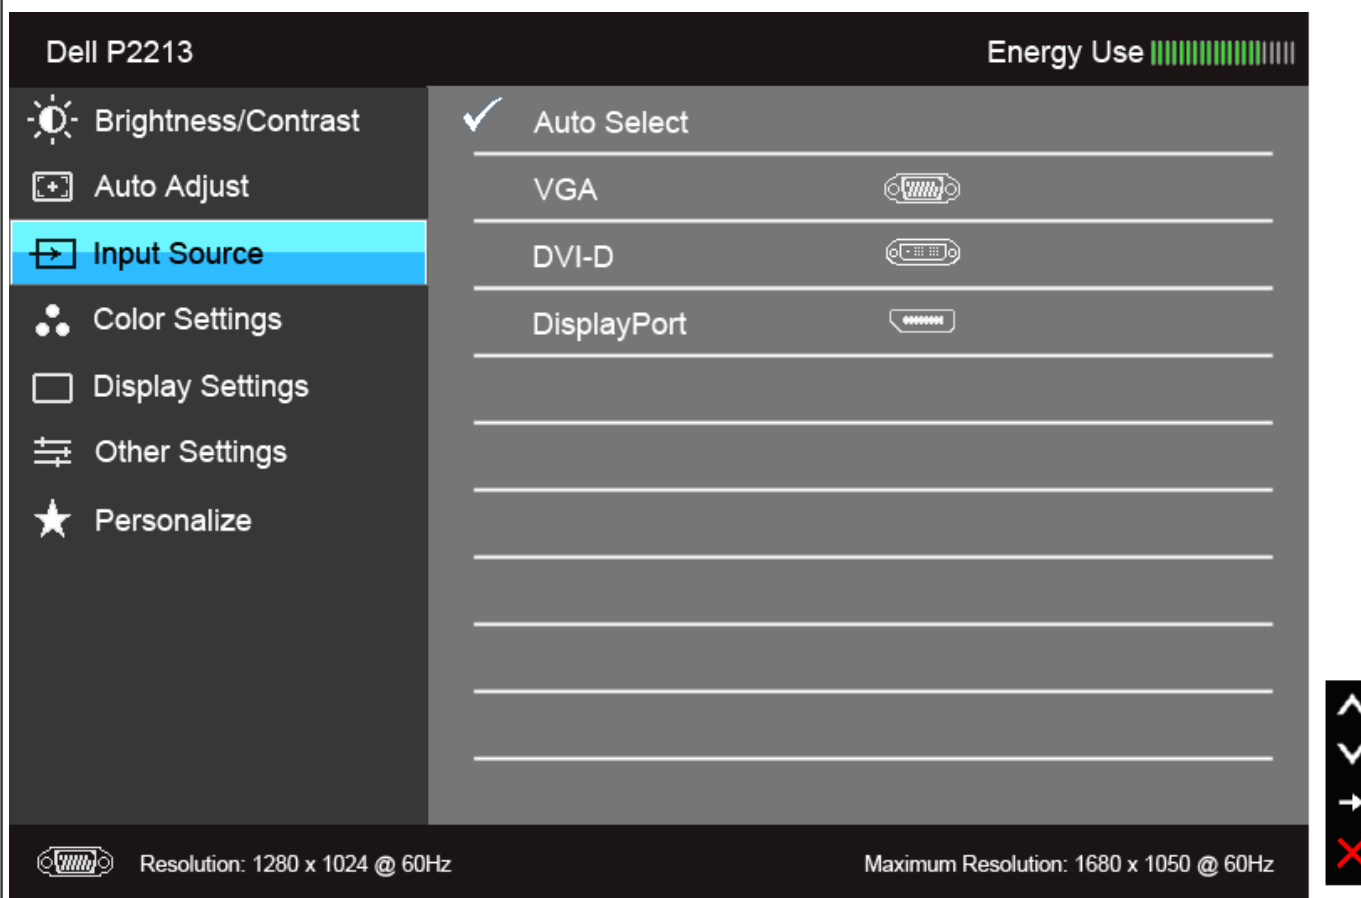 Dell P2213
Energy Use
Brightness/Contrast
Auto Adjust
Input Source
Color Settings
Display Settings
Other Settings
Personalize
Auto Select
VGA
DVI-D
DisplayPort
Resolution: 1280 x 1024 @ 60Hz
Maximum Resolution: 1680 x 1050 @ 60Hz